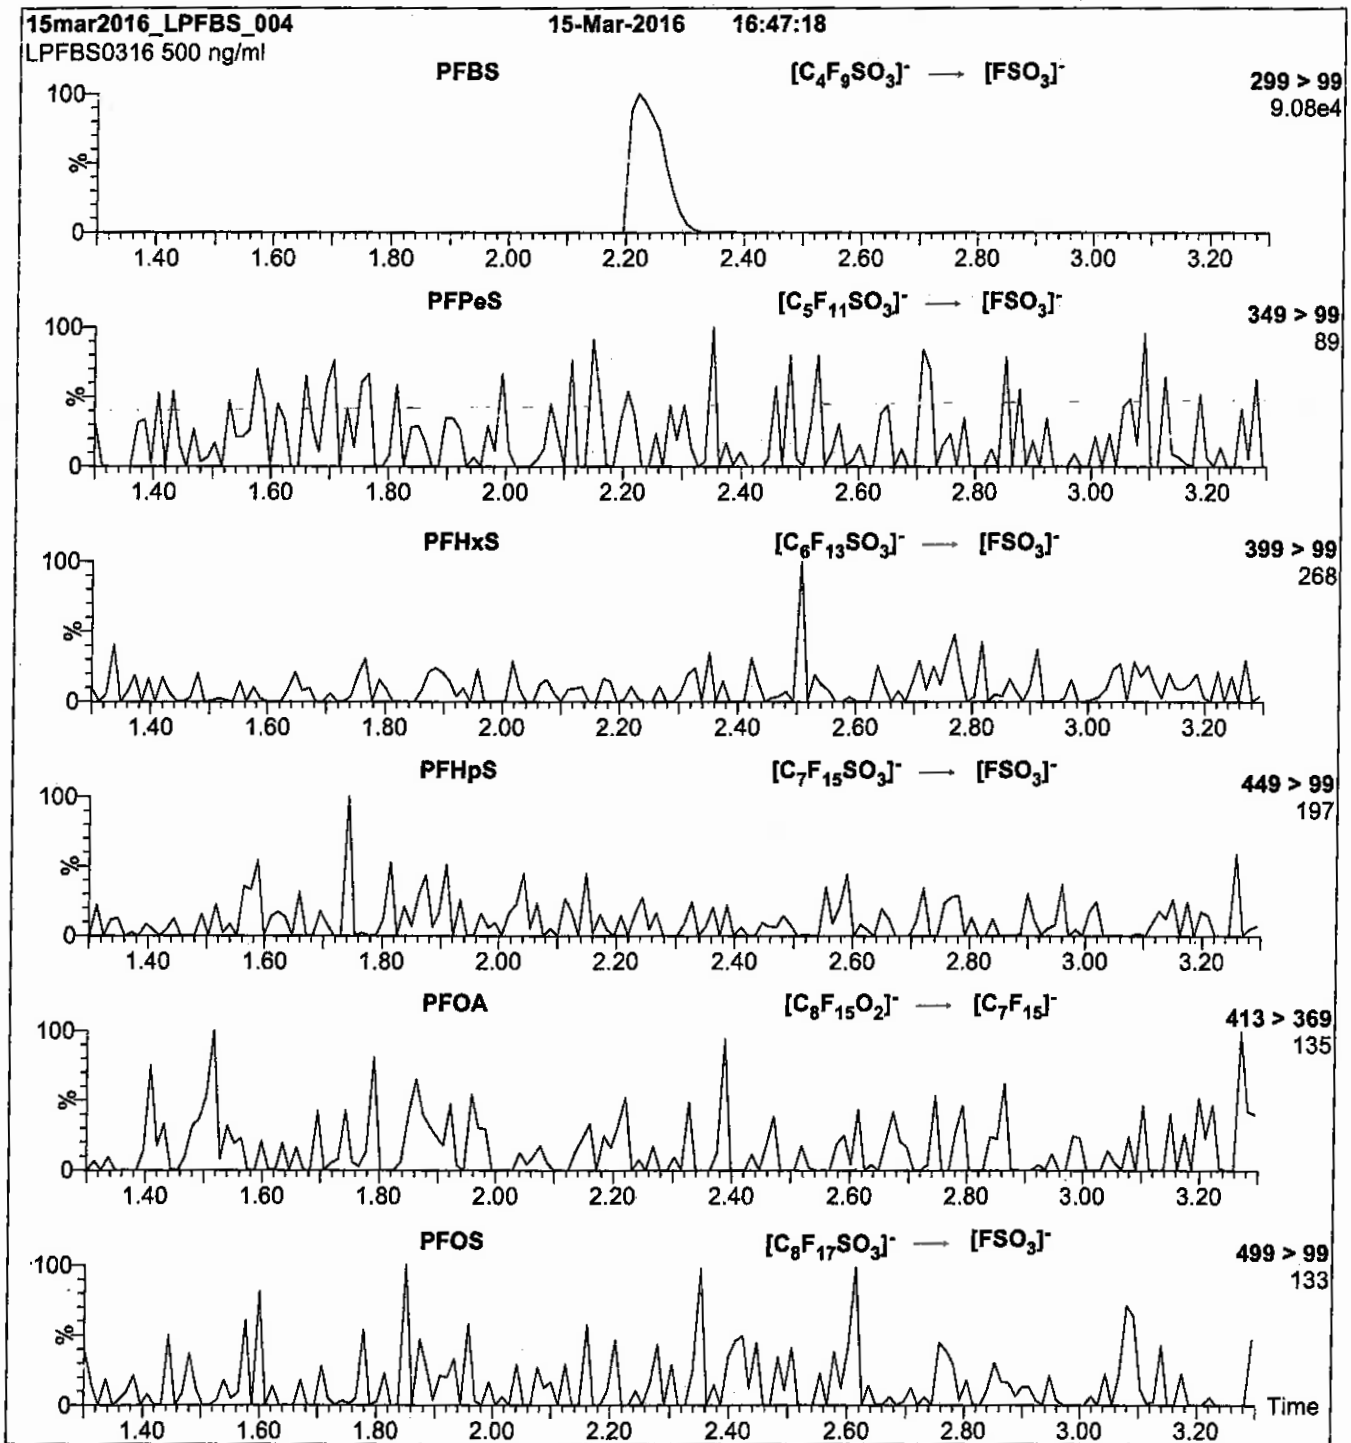 15mar2016_LPFBS_004 15-Mar-2016 16:47:18
LPFBS0316 500 ng/ml
PFBS [C₄F₉SO₃]⁻ → [FSO₃]⁻ 299 > 99
9.08e4
100
%
0
1.40 1.60 1.80 2.00 2.20 2.40 2.60 2.80 3.00 3.20
PFPeS [C₅F₁₁SO₃]⁻ → [FSO₃]⁻ 349 > 99
89
100
%
0
1.40 1.60 1.80 2.00 2.20 2.40 2.60 2.80 3.00 3.20
PFHxS [C₆F₁₃SO₃]⁻ → [FSO₃]⁻ 399 > 99
268
100
%
0
1.40 1.60 1.80 2.00 2.20 2.40 2.60 2.80 3.00 3.20
PFHpS [C₇F₁₅SO₃]⁻ → [FSO₃]⁻ 449 > 99
197
100
%
0
1.40 1.60 1.80 2.00 2.20 2.40 2.60 2.80 3.00 3.20
PFOA [C₈F₁₅O₂]⁻ → [C₇F₁₅]⁻ 413 > 369
135
100
%
0
1.40 1.60 1.80 2.00 2.20 2.40 2.60 2.80 3.00 3.20
PFOS [C₈F₁₇SO₃]⁻ → [FSO₃]⁻ 499 > 99
133
100
%
0 Time
1.40 1.60 1.80 2.00 2.20 2.40 2.60 2.80 3.00 3.20